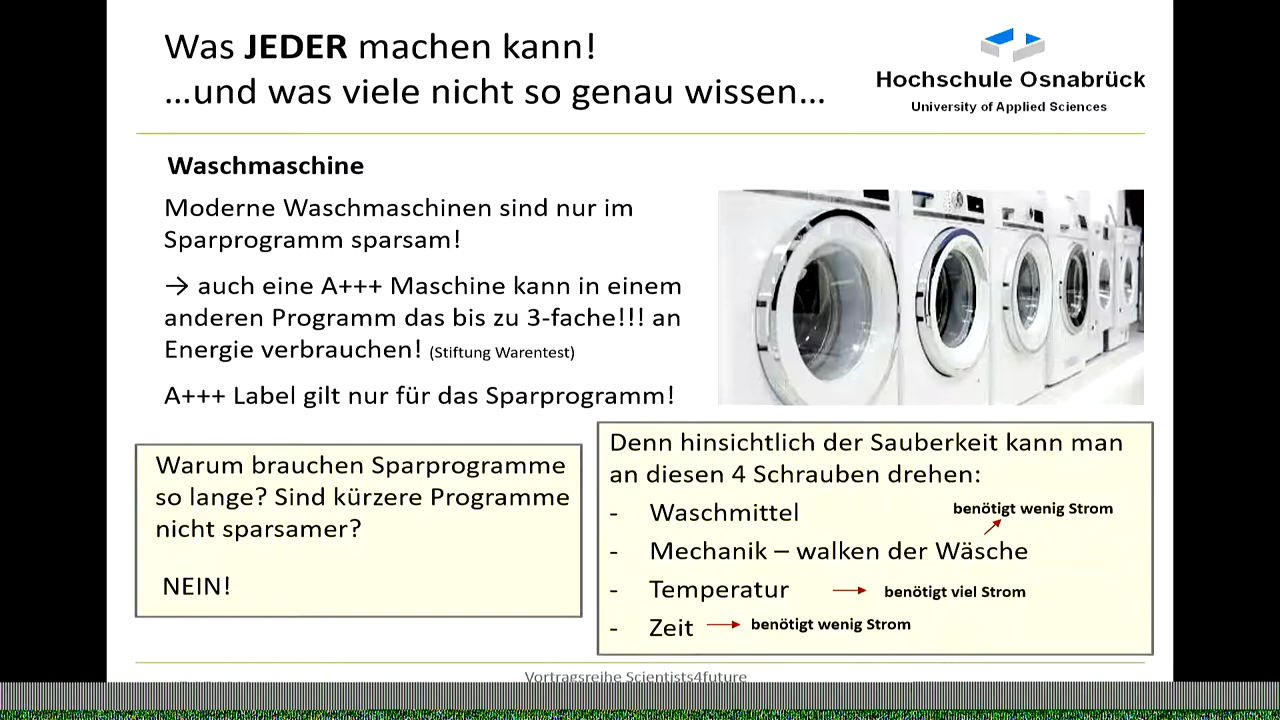 Was JEDER machen kann!
...und was viele nicht so genau wissen...
Hochschule Osnabrück
University of Applied Sciences
Waschmaschine
Moderne Waschmaschinen sind nur im
Sparprogramm sparsam!
→ auch eine A+++ Maschine kann in einem
anderen Programm das bis zu 3-fache!!! an
Energie verbrauchen! (Stiftung Warentest)
A+++ Label gilt nur für das Sparprogramm!
Warum brauchen Sparprogramme
so lange? Sind kürzere Programme
nicht sparsamer?
NEIN!
Denn hinsichtlich der Sauberkeit kann man
an diesen 4 Schrauben drehen:
- Waschmittel
benötigt wenig Strom
- Mechanik – walken der Wäsche
- Temperatur → benötigt viel Strom
- Zeit → benötigt wenig Strom
Vortragsreihe Scientists4future